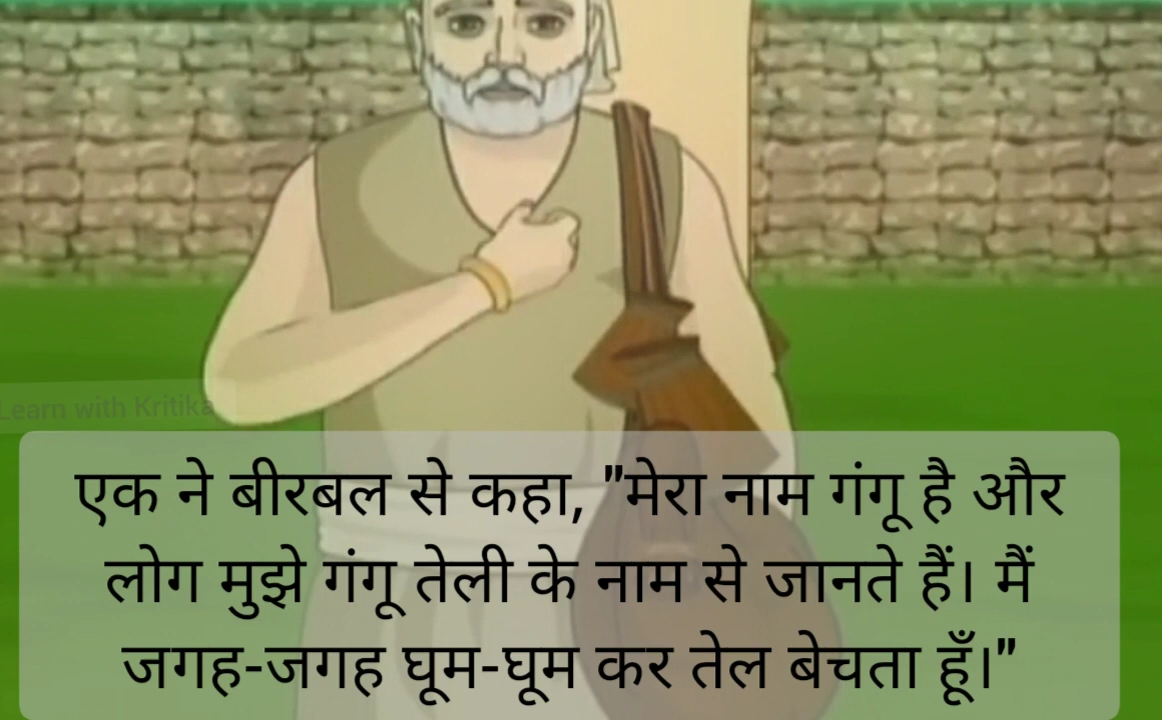 Learn with Kritika
एक ने बीरबल से कहा, "मेरा नाम गंगू है और
लोग मुझे गंगू तेली के नाम से जानते हैं। मैं
जगह-जगह घूम-घूम कर तेल बेचता हूँ।"